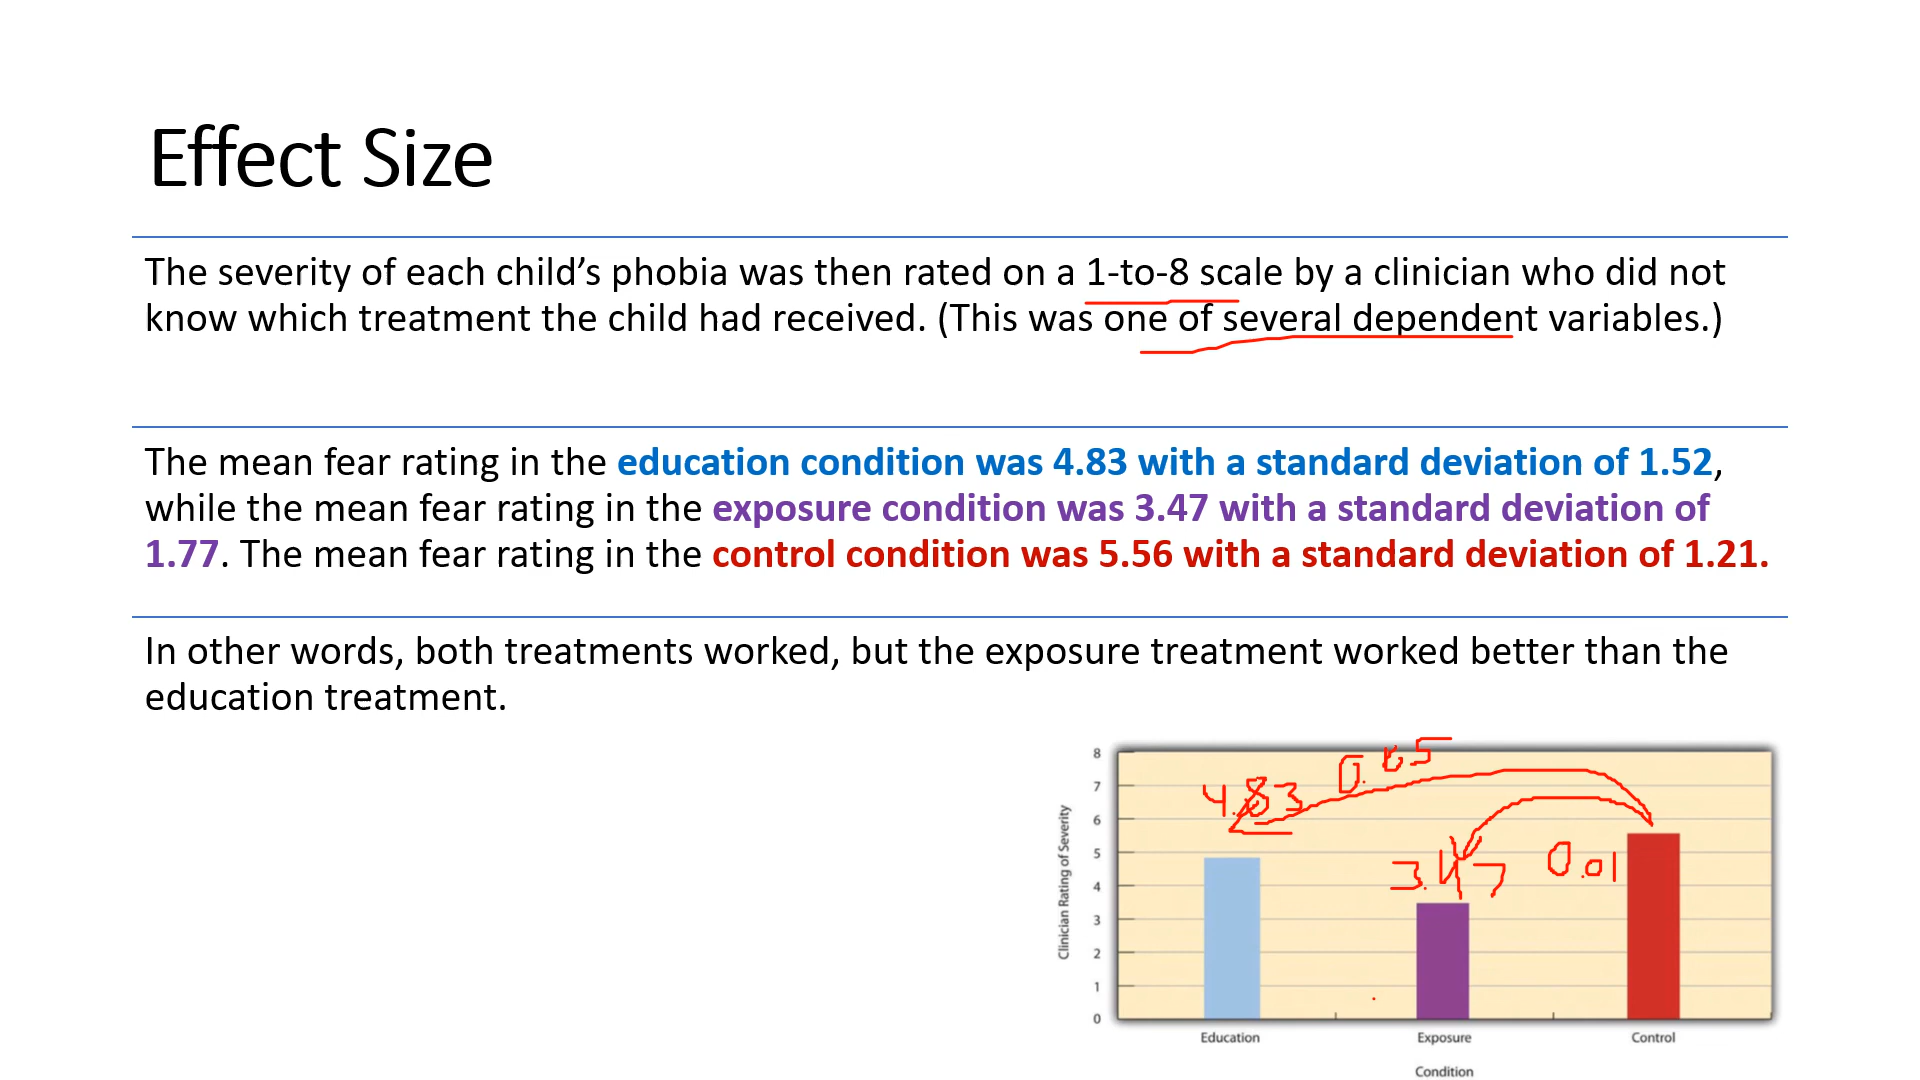 Effect Size
The severity of each child’s phobia was then rated on a 1-to-8 scale by a clinician who did not
know which treatment the child had received. (This was one of several dependent variables.)
The mean fear rating in the education condition was 4.83 with a standard deviation of 1.52,
while the mean fear rating in the exposure condition was 3.47 with a standard deviation of
1.77. The mean fear rating in the control condition was 5.56 with a standard deviation of 1.21.
In other words, both treatments worked, but the exposure treatment worked better than the
education treatment.
Clinician Rating of Severity
8
7
6
5
4
3
2
1
0
4.83
3.47
0.01
Education Exposure Control
Condition